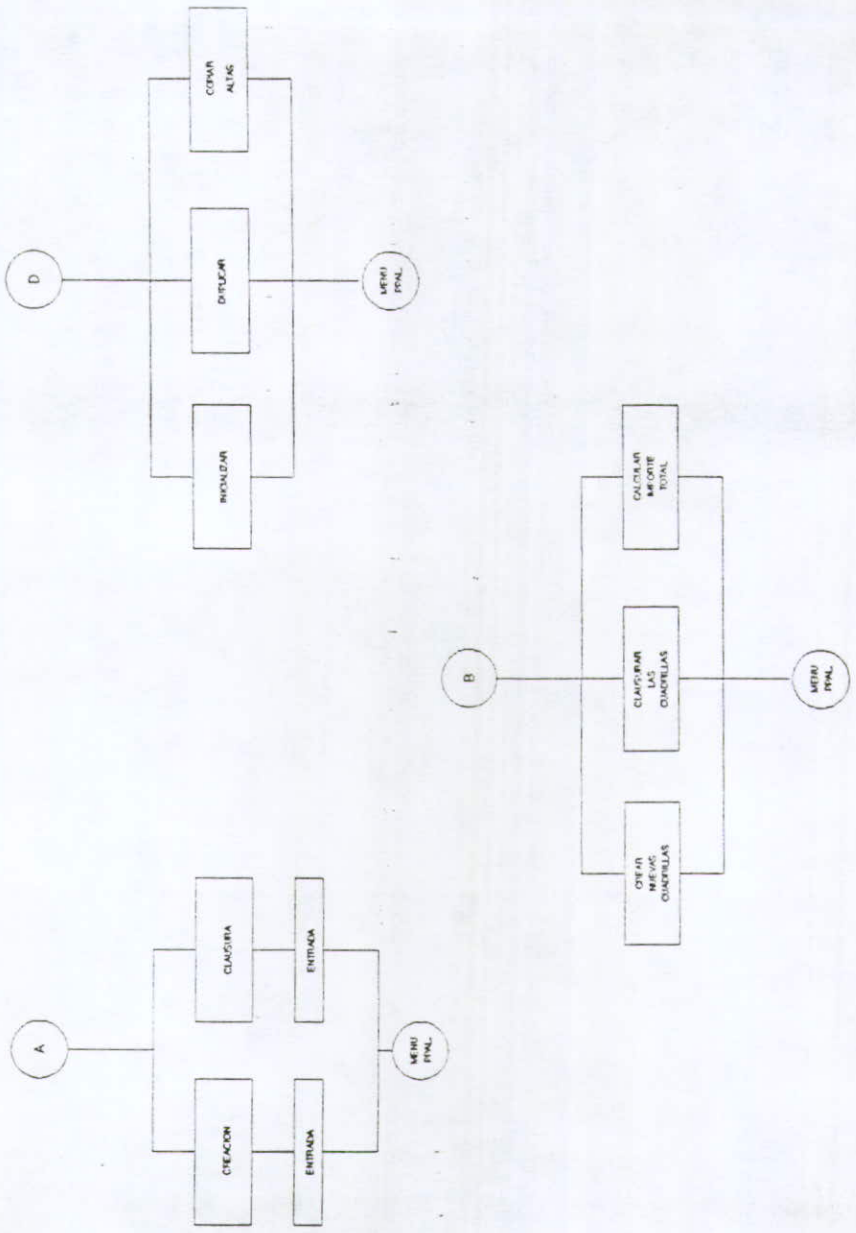 A
CREACION
CLAUSURA
ENTRADA
ENTRADA
MENU
PPAL.
D
INICIALIZAR
DUPLICAR
COPIAR
ALTAS
MENU
PPAL.
B
CREAR
NUEVAS
CUADRILLAS
CLAUSURAR
LAS
CUADRILLAS
CALCULAR
IMPORTE
TOTAL
MENU
PPAL.